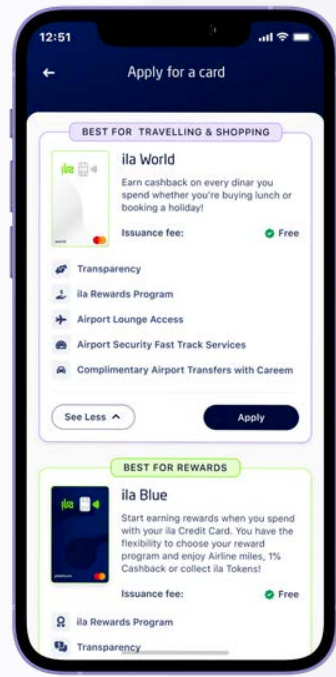 12:51
Apply for a card
BEST FOR TRAVELLING & SHOPPING
ila World
Earn cashback on every dinar you
spend whether you're buying lunch or
booking a holiday!
Issuance fee:
Free
ila
world
Transparency
ila Rewards Program
Airport Lounge Access
Airport Security Fast Track Services
Complimentary Airport Transfers with Careem
See Less
Apply
BEST FOR REWARDS
ila Blue
Start earning rewards when you spend
with your ila Credit Card. You have the
flexibility to choose your reward
program and enjoy Airline miles, 1%
Cashback or collect ila Tokens!
ila
platinum
Issuance fee:
Free
ila Rewards Program
Transparency